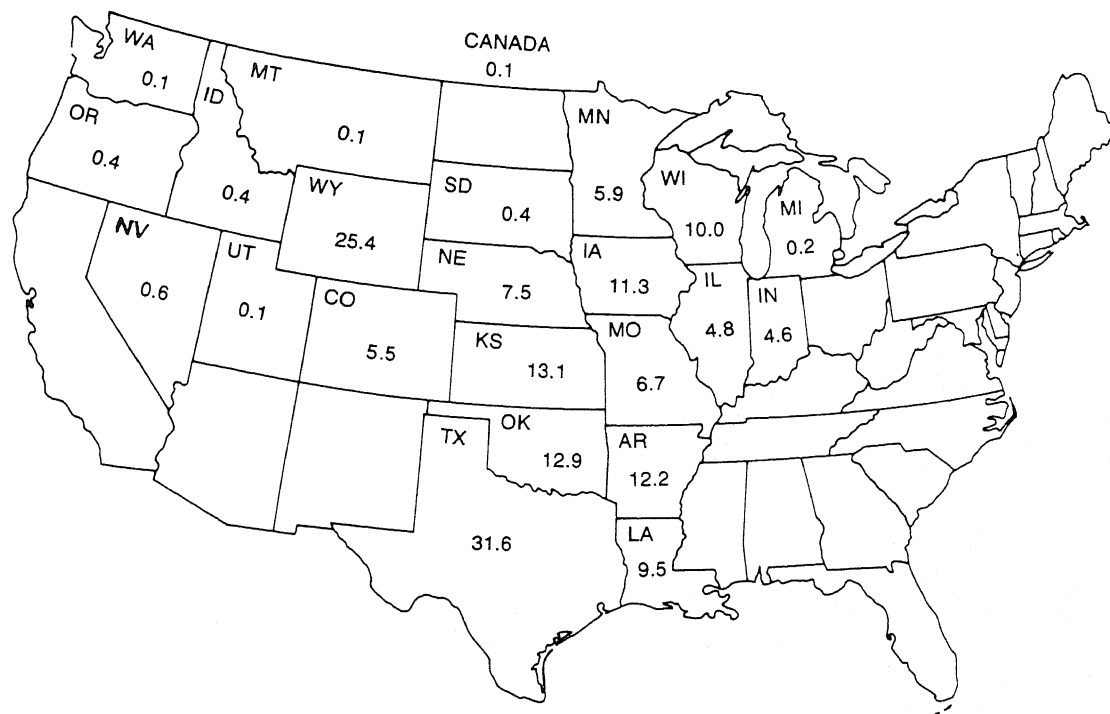 CANADA
0.1
WA
0.1
MT
0.1
ID
0.4
OR
0.4
MN
5.9
WY
25.4
SD
0.4
WI
10.0
MI
0.2
NV
0.6
UT
0.1
NE
7.5
IA
11.3
IL
4.8
IN
4.6
CO
5.5
KS
13.1
MO
6.7
TX
31.6
OK
12.9
AR
12.2
LA
9.5